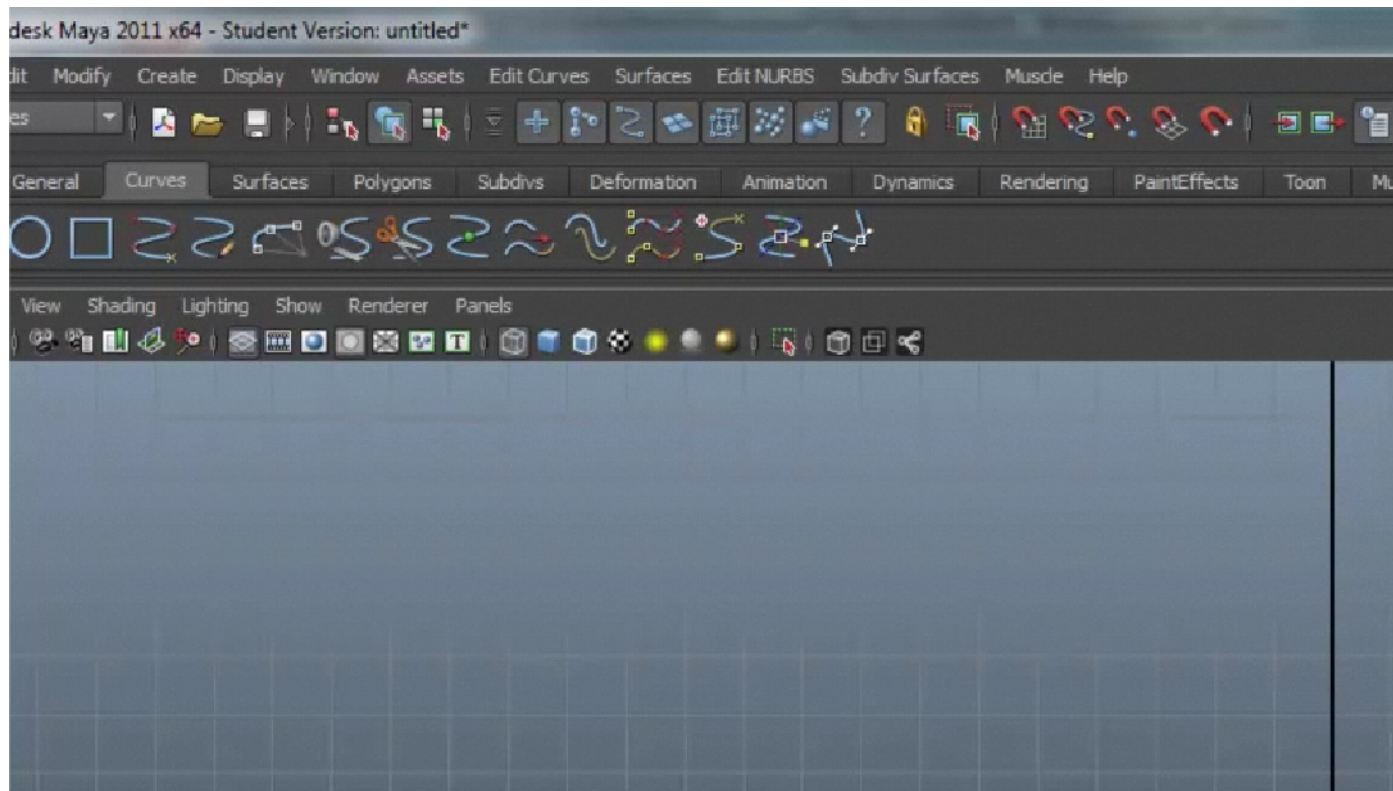 desk Maya 2011 x64 - Student Version: untitled*
dit Modify Create Display Window Assets Edit Curves Surfaces Edit NURBS Subdiv Surfaces Muscle Help
es
General Curves Surfaces Polygons Subdivs Deformation Animation Dynamics Rendering PaintEffects Toon Mu
View Shading Lighting Show Renderer Panels